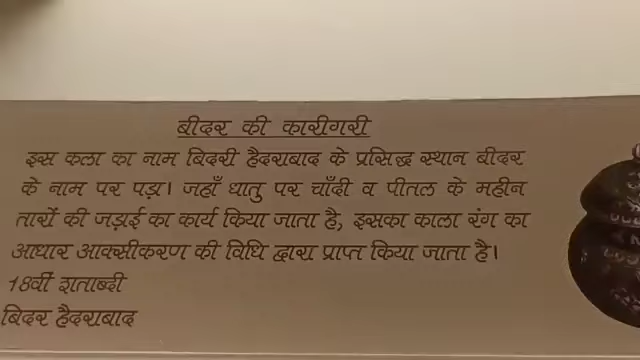 बीदर की कारीगरी
इस कला का नाम बिदरी हैदराबाद के प्रसिद्ध स्थान बीदर
के नाम पर पड़ा। जहाँ धातु पर चाँदी व पीतल के महीन
तारों की जड़ाई का कार्य किया जाता है, इसका काला रंग का
आधार आक्सीकरण की विधि द्वारा प्राप्त किया जाता है।
18वीं शताब्दी
बिदर हैदराबाद